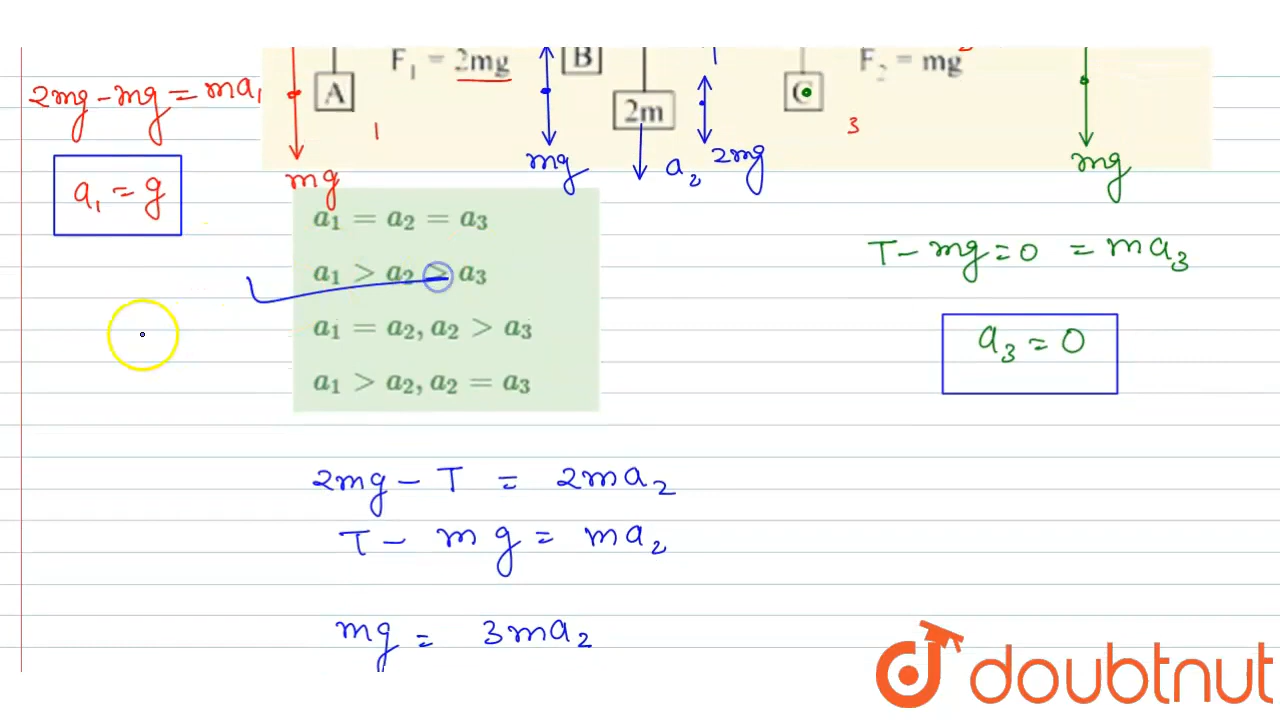 F₁ = 2mg
B
F₂ = mg
2mg - mg = ma₁
A
2m
C
1
3
mg
a₂
2mg
mg
mg
a₁ = g
a₁ = a₂ = a₃
a₁ > a₂ > a₃
a₁ = a₂, a₂ > a₃
a₁ > a₂, a₂ = a₃
T - mg = 0 = ma₃
a₃ = 0
2mg - T = 2ma₂
T - mg = ma₂
mg = 3ma₂
doubtnut